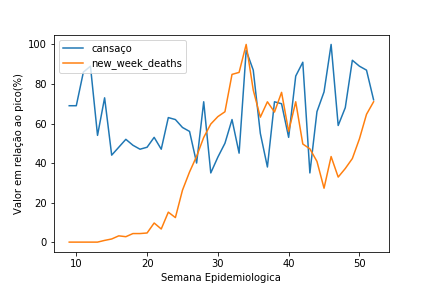 cansaço
new_week_deaths
Valor em relação ao pico(%)
100
80
60
40
20
0
10
20
30
40
50
Semana Epidemiologica